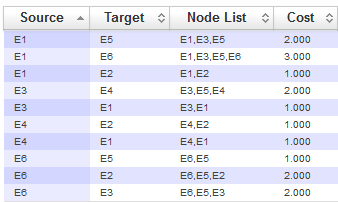 Source Target Node List Cost
E1 E5 E1,E3,E5 2.000
E1 E6 E1,E3,E5,E6 3.000
E1 E2 E1,E2 1.000
E3 E4 E3,E5,E4 2.000
E3 E1 E3,E1 1.000
E4 E2 E4,E2 1.000
E4 E1 E4,E1 1.000
E6 E5 E6,E5 1.000
E6 E2 E6,E5,E2 2.000
E6 E3 E6,E5,E3 2.000